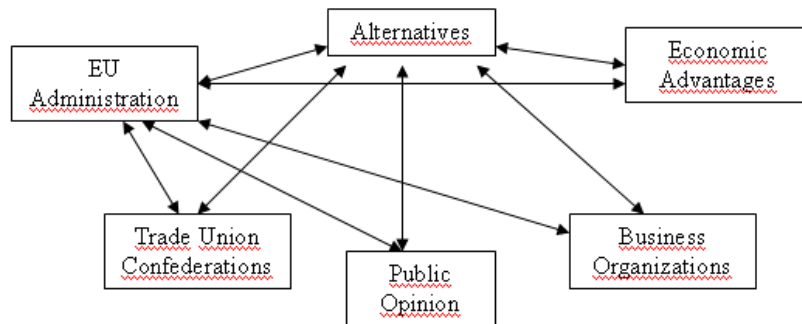 Alternatives
EU
Administration
Economic
Advantages
Trade Union
Confederations
Public
Opinion
Business
Organizations